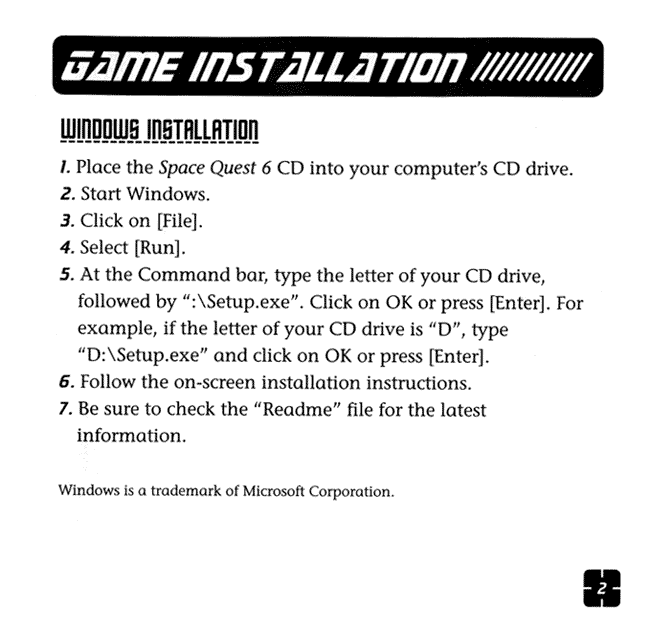 GAME INSTALLATION
WINDOWS INSTALLATION
1. Place the Space Quest 6 CD into your computer's CD drive.
2. Start Windows.
3. Click on [File].
4. Select [Run].
5. At the Command bar, type the letter of your CD drive,
followed by “:\Setup.exe”. Click on OK or press [Enter]. For
example, if the letter of your CD drive is “D”, type
“D:\Setup.exe” and click on OK or press [Enter].
6. Follow the on-screen installation instructions.
7. Be sure to check the “Readme” file for the latest
information.
Windows is a trademark of Microsoft Corporation.
2